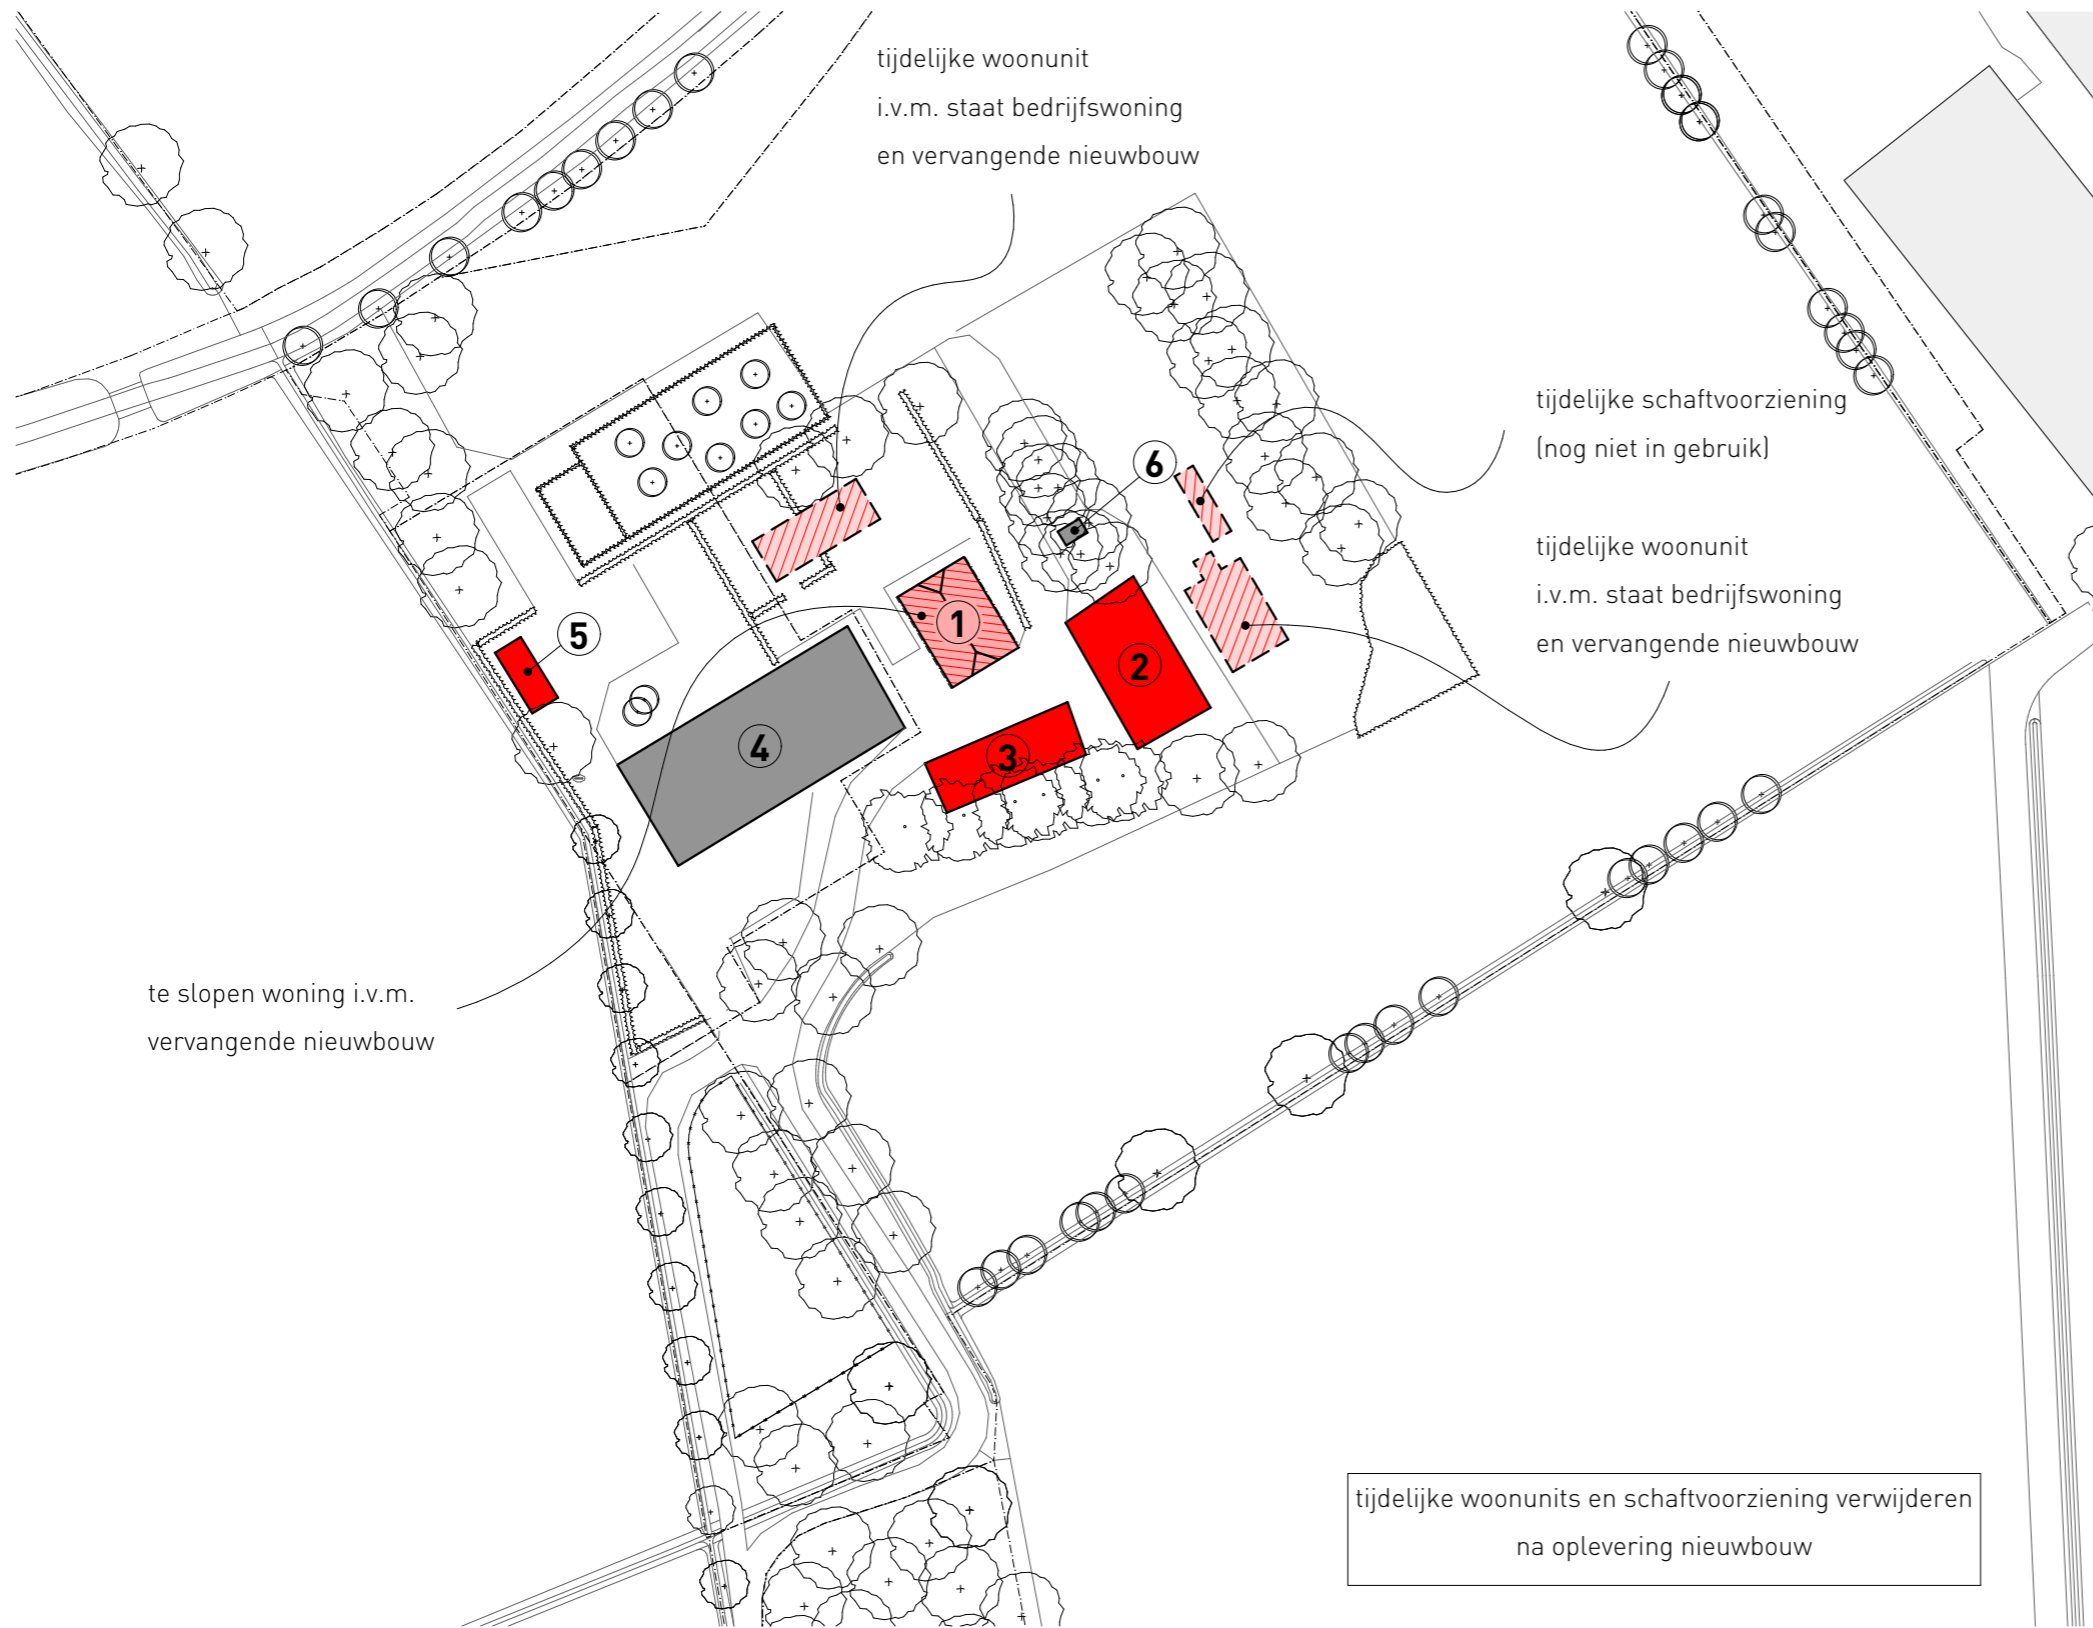 tijdelijke woonunit
i.v.m. staat bedrijfswoning
en vervangende nieuwbouw
tijdelijke schaftvoorziening
(nog niet in gebruik)
6
tijdelijke woonunit
i.v.m. staat bedrijfswoning
en vervangende nieuwbouw
5
1
2
4
3
te slopen woning i.v.m.
vervangende nieuwbouw
tijdelijke woonunits en schaftvoorziening verwijderen
na oplevering nieuwbouw